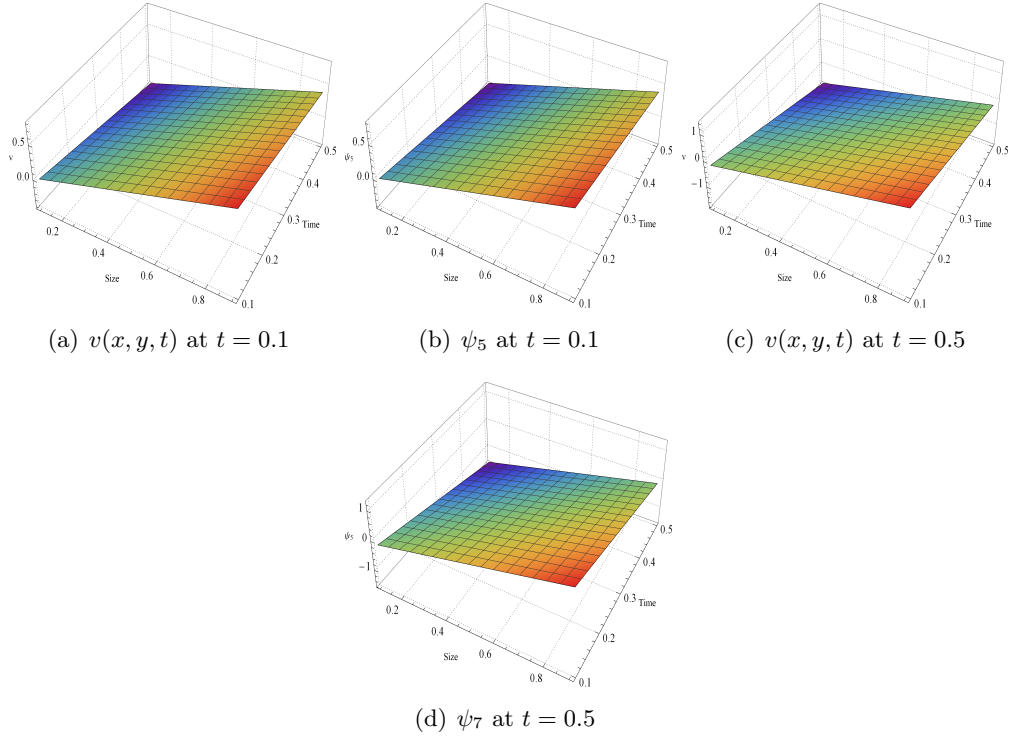 0.5
v
0.0
0.2
0.4
Size
0.6
0.8
0.1
0.2
0.3
Time
0.4
0.5
(a) v(x, y, t) at t = 0.1
0.5
ψ₅
0.0
0.2
0.4
Size
0.6
0.8
0.1
0.2
0.3
Time
0.4
0.5
(b) ψ₅ at t = 0.1
1
v
0
−1
0.2
0.4
Size
0.6
0.8
0.1
0.2
0.3
Time
0.4
0.5
(c) v(x, y, t) at t = 0.5
1
ψ₅
0
−1
0.2
0.4
Size
0.6
0.8
0.1
0.2
0.3
Time
0.4
0.5
(d) ψ₇ at t = 0.5